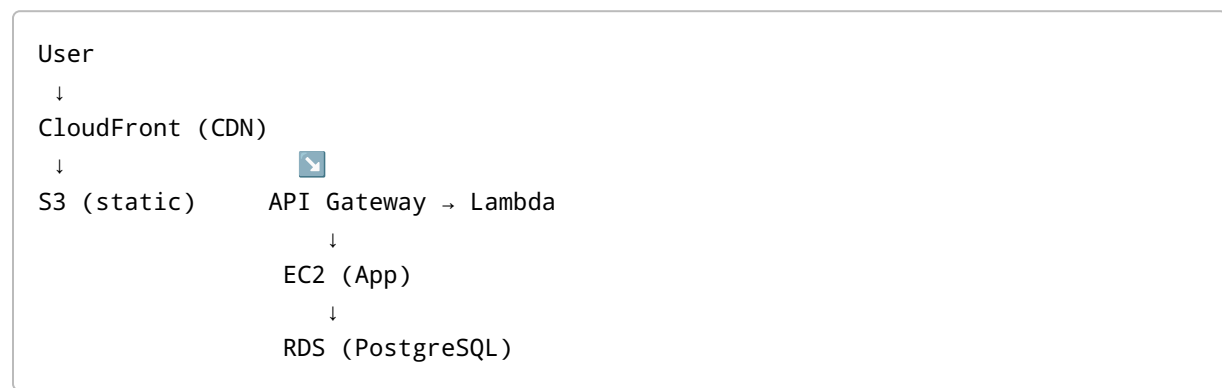 User
↓
CloudFront (CDN)
↓ ↘️
S3 (static) API Gateway → Lambda
↓
EC2 (App)
↓
RDS (PostgreSQL)